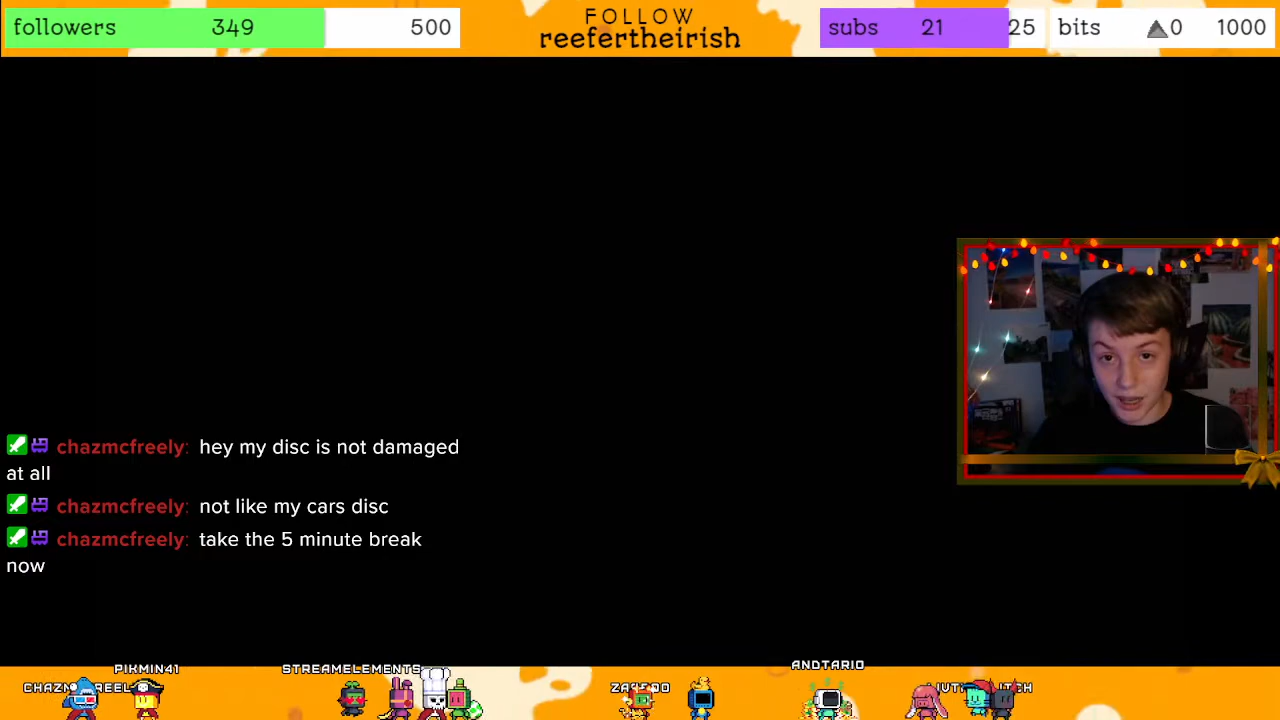 followers 349 500
FOLLOW
reefertheirish
subs 21 25
bits 0 1000
chazmcfreely: hey my disc is not damaged
at all
chazmcfreely: not like my cars disc
chazmcfreely: take the 5 minute break
now
PIKMIN41
STREAMELEMENTS
ANDTARIO